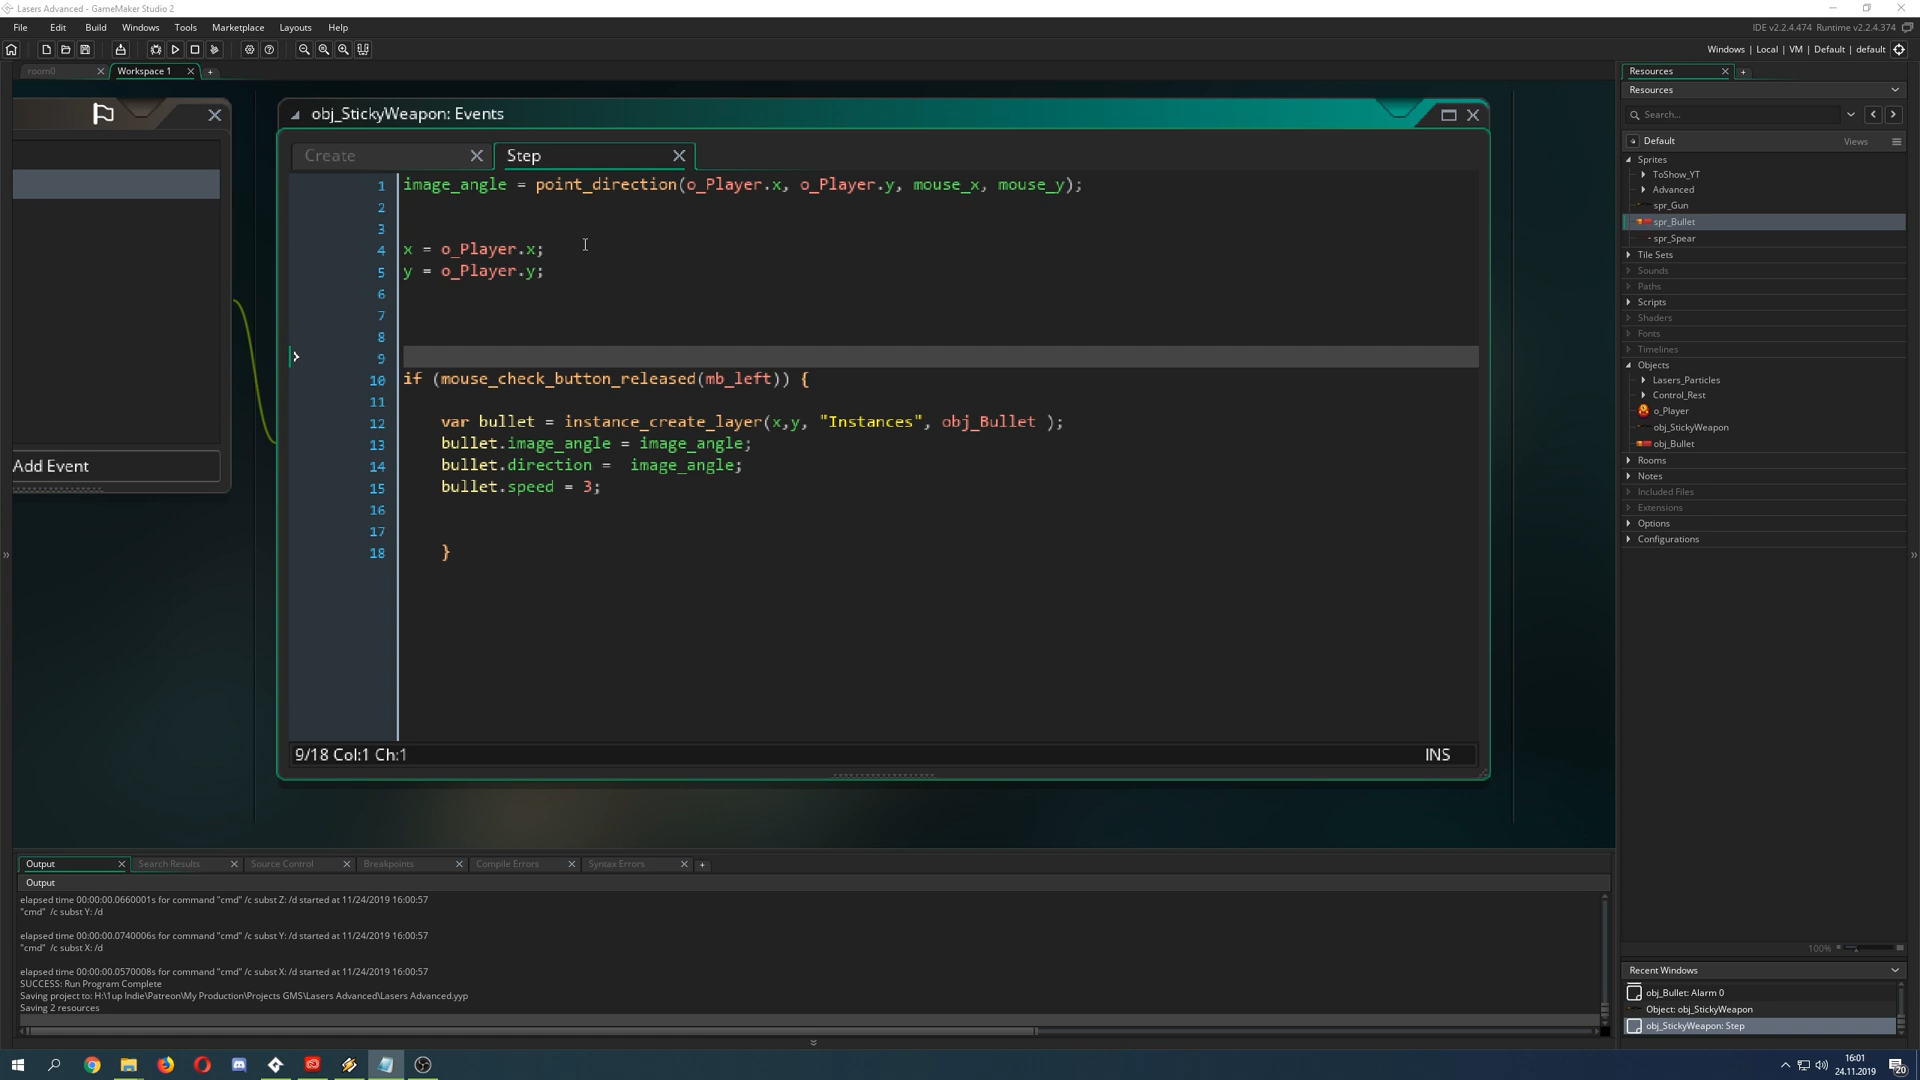 Lasers Advanced - GameMaker Studio 2
File Edit Build Windows Tools Marketplace Layouts Help
IDE v2.2.4.474 Runtime v2.2.4.374
Windows | Local | VM | Default | default
room0 Workspace 1
Resources
Resources
Search...
Default Views
Sprites
ToShow_YT
Advanced
spr_Gun
spr_Bullet
spr_Spear
Tile Sets
Sounds
Paths
Scripts
Shaders
Fonts
Timelines
Objects
Lasers_Particles
Control_Rest
o_Player
obj_StickyWeapon
obj_Bullet
Rooms
Notes
Included Files
Extensions
Options
Configurations
100%
Recent Windows
obj_Bullet: Alarm 0
Object: obj_StickyWeapon
obj_StickyWeapon: Step
Add Event
obj_StickyWeapon: Events
Create Step
1 image_angle = point_direction(o_Player.x, o_Player.y, mouse_x, mouse_y);
2
3
4 x = o_Player.x;
5 y = o_Player.y;
6
7
8
9
10 if (mouse_check_button_released(mb_left)) {
11
12 var bullet = instance_create_layer(x,y, "Instances", obj_Bullet );
13 bullet.image_angle = image_angle;
14 bullet.direction =  image_angle;
15 bullet.speed = 3;
16
17
18 }
9/18 Col:1 Ch:1 INS
Output Search Results Source Control Breakpoints Compile Errors Syntax Errors
Output
elapsed time 00:00:00.0660001s for command "cmd" /c subst Z: /d started at 11/24/2019 16:00:57
"cmd" /c subst Y: /d
elapsed time 00:00:00.0740006s for command "cmd" /c subst Y: /d started at 11/24/2019 16:00:57
"cmd" /c subst X: /d
elapsed time 00:00:00.0570008s for command "cmd" /c subst X: /d started at 11/24/2019 16:00:57
SUCCESS: Run Program Complete
Saving project to: H:\1up Indie\Patreon\My Production\Projects GMS\Lasers Advanced\Lasers Advanced.yyp
Saving 2 resources
16:01
24.11.2019
20